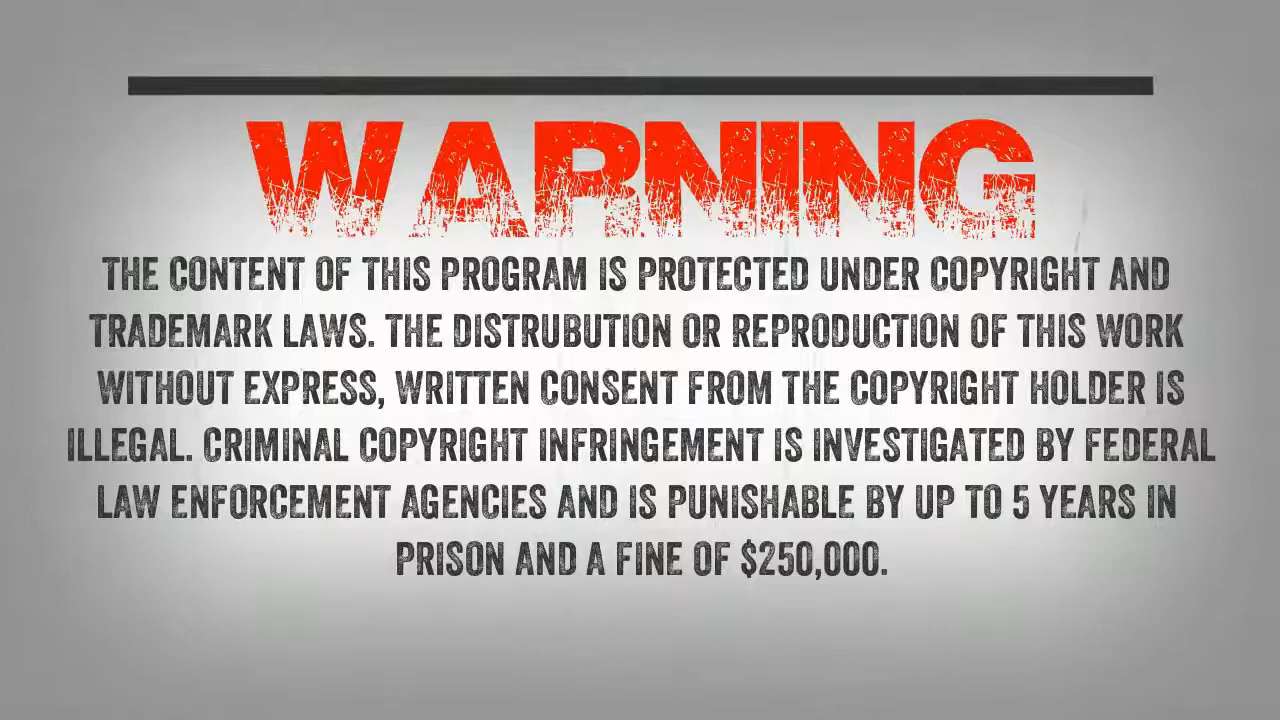 WARNING
THE CONTENT OF THIS PROGRAM IS PROTECTED UNDER COPYRIGHT AND
TRADEMARK LAWS. THE DISTRUBUTION OR REPRODUCTION OF THIS WORK
WITHOUT EXPRESS, WRITTEN CONSENT FROM THE COPYRIGHT HOLDER IS
ILLEGAL. CRIMINAL COPYRIGHT INFRINGEMENT IS INVESTIGATED BY FEDERAL
LAW ENFORCEMENT AGENCIES AND IS PUNISHABLE BY UP TO 5 YEARS IN
PRISON AND A FINE OF $250,000.